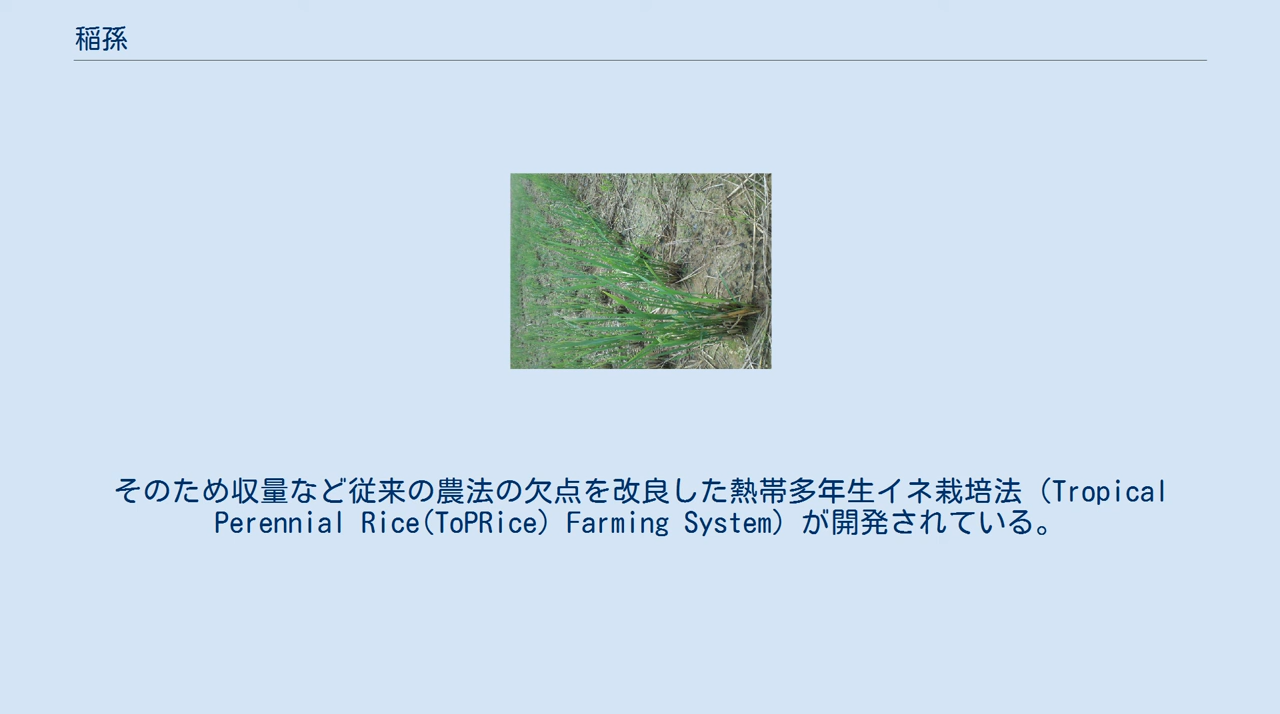 稲孫
そのため収量など従来の農法の欠点を改良した熱帯多年生イネ栽培法（Tropical
Perennial Rice(ToPRice) Farming System）が開発されている。